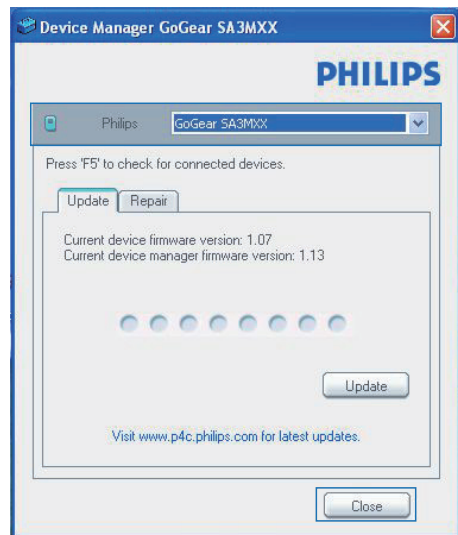 Device Manager GoGear SA3MXX
PHILIPS
Philips GoGear SA3MXX
Press 'F5' to check for connected devices.
Update Repair
Current device firmware version: 1.07
Current device manager firmware version: 1.13
Update
Visit www.p4c.philips.com for latest updates.
Close